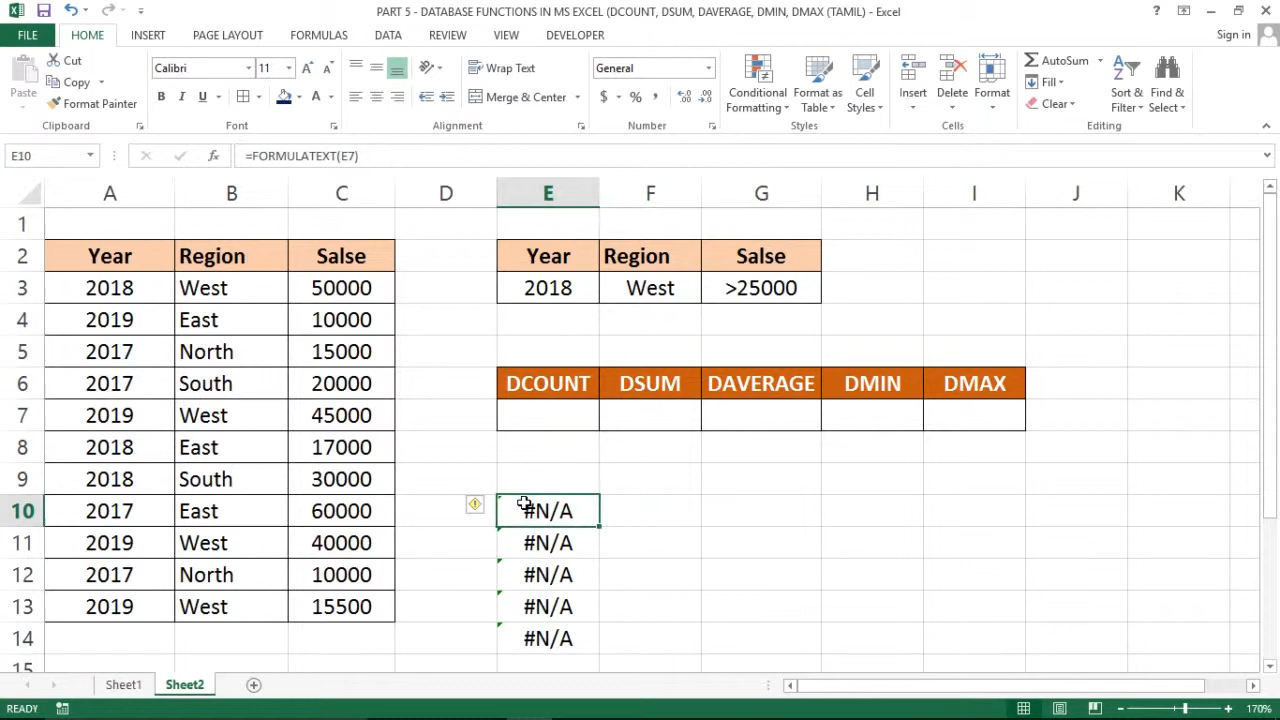 PART 5 - DATABASE FUNCTIONS IN MS EXCEL (DCOUNT, DSUM, DAVERAGE, DMIN, DMAX (TAMIL) - Excel
FILE HOME INSERT PAGE LAYOUT FORMULAS DATA REVIEW VIEW DEVELOPER Sign in
Paste Cut Copy Format Painter
Calibri 11 B I U A
Wrap Text Merge & Center
General $ % ,
Conditional Formatting Format as Table Cell Styles
Insert Delete Format
AutoSum Fill Clear Sort & Filter Find & Select
Clipboard Font Alignment Number Styles Cells Editing
E10 fx =FORMULATEXT(E7)
A B C D E F G H I J K
1
2 Year Region Salse Year Region Salse
3 2018 West 50000 2018 West >25000
4 2019 East 10000
5 2017 North 15000
6 2017 South 20000 DCOUNT DSUM DAVERAGE DMIN DMAX
7 2019 West 45000
8 2018 East 17000
9 2018 South 30000
10 2017 East 60000 #N/A
11 2019 West 40000 #N/A
12 2017 North 10000 #N/A
13 2019 West 15500 #N/A
14 #N/A
15
Sheet1 Sheet2
READY 170%